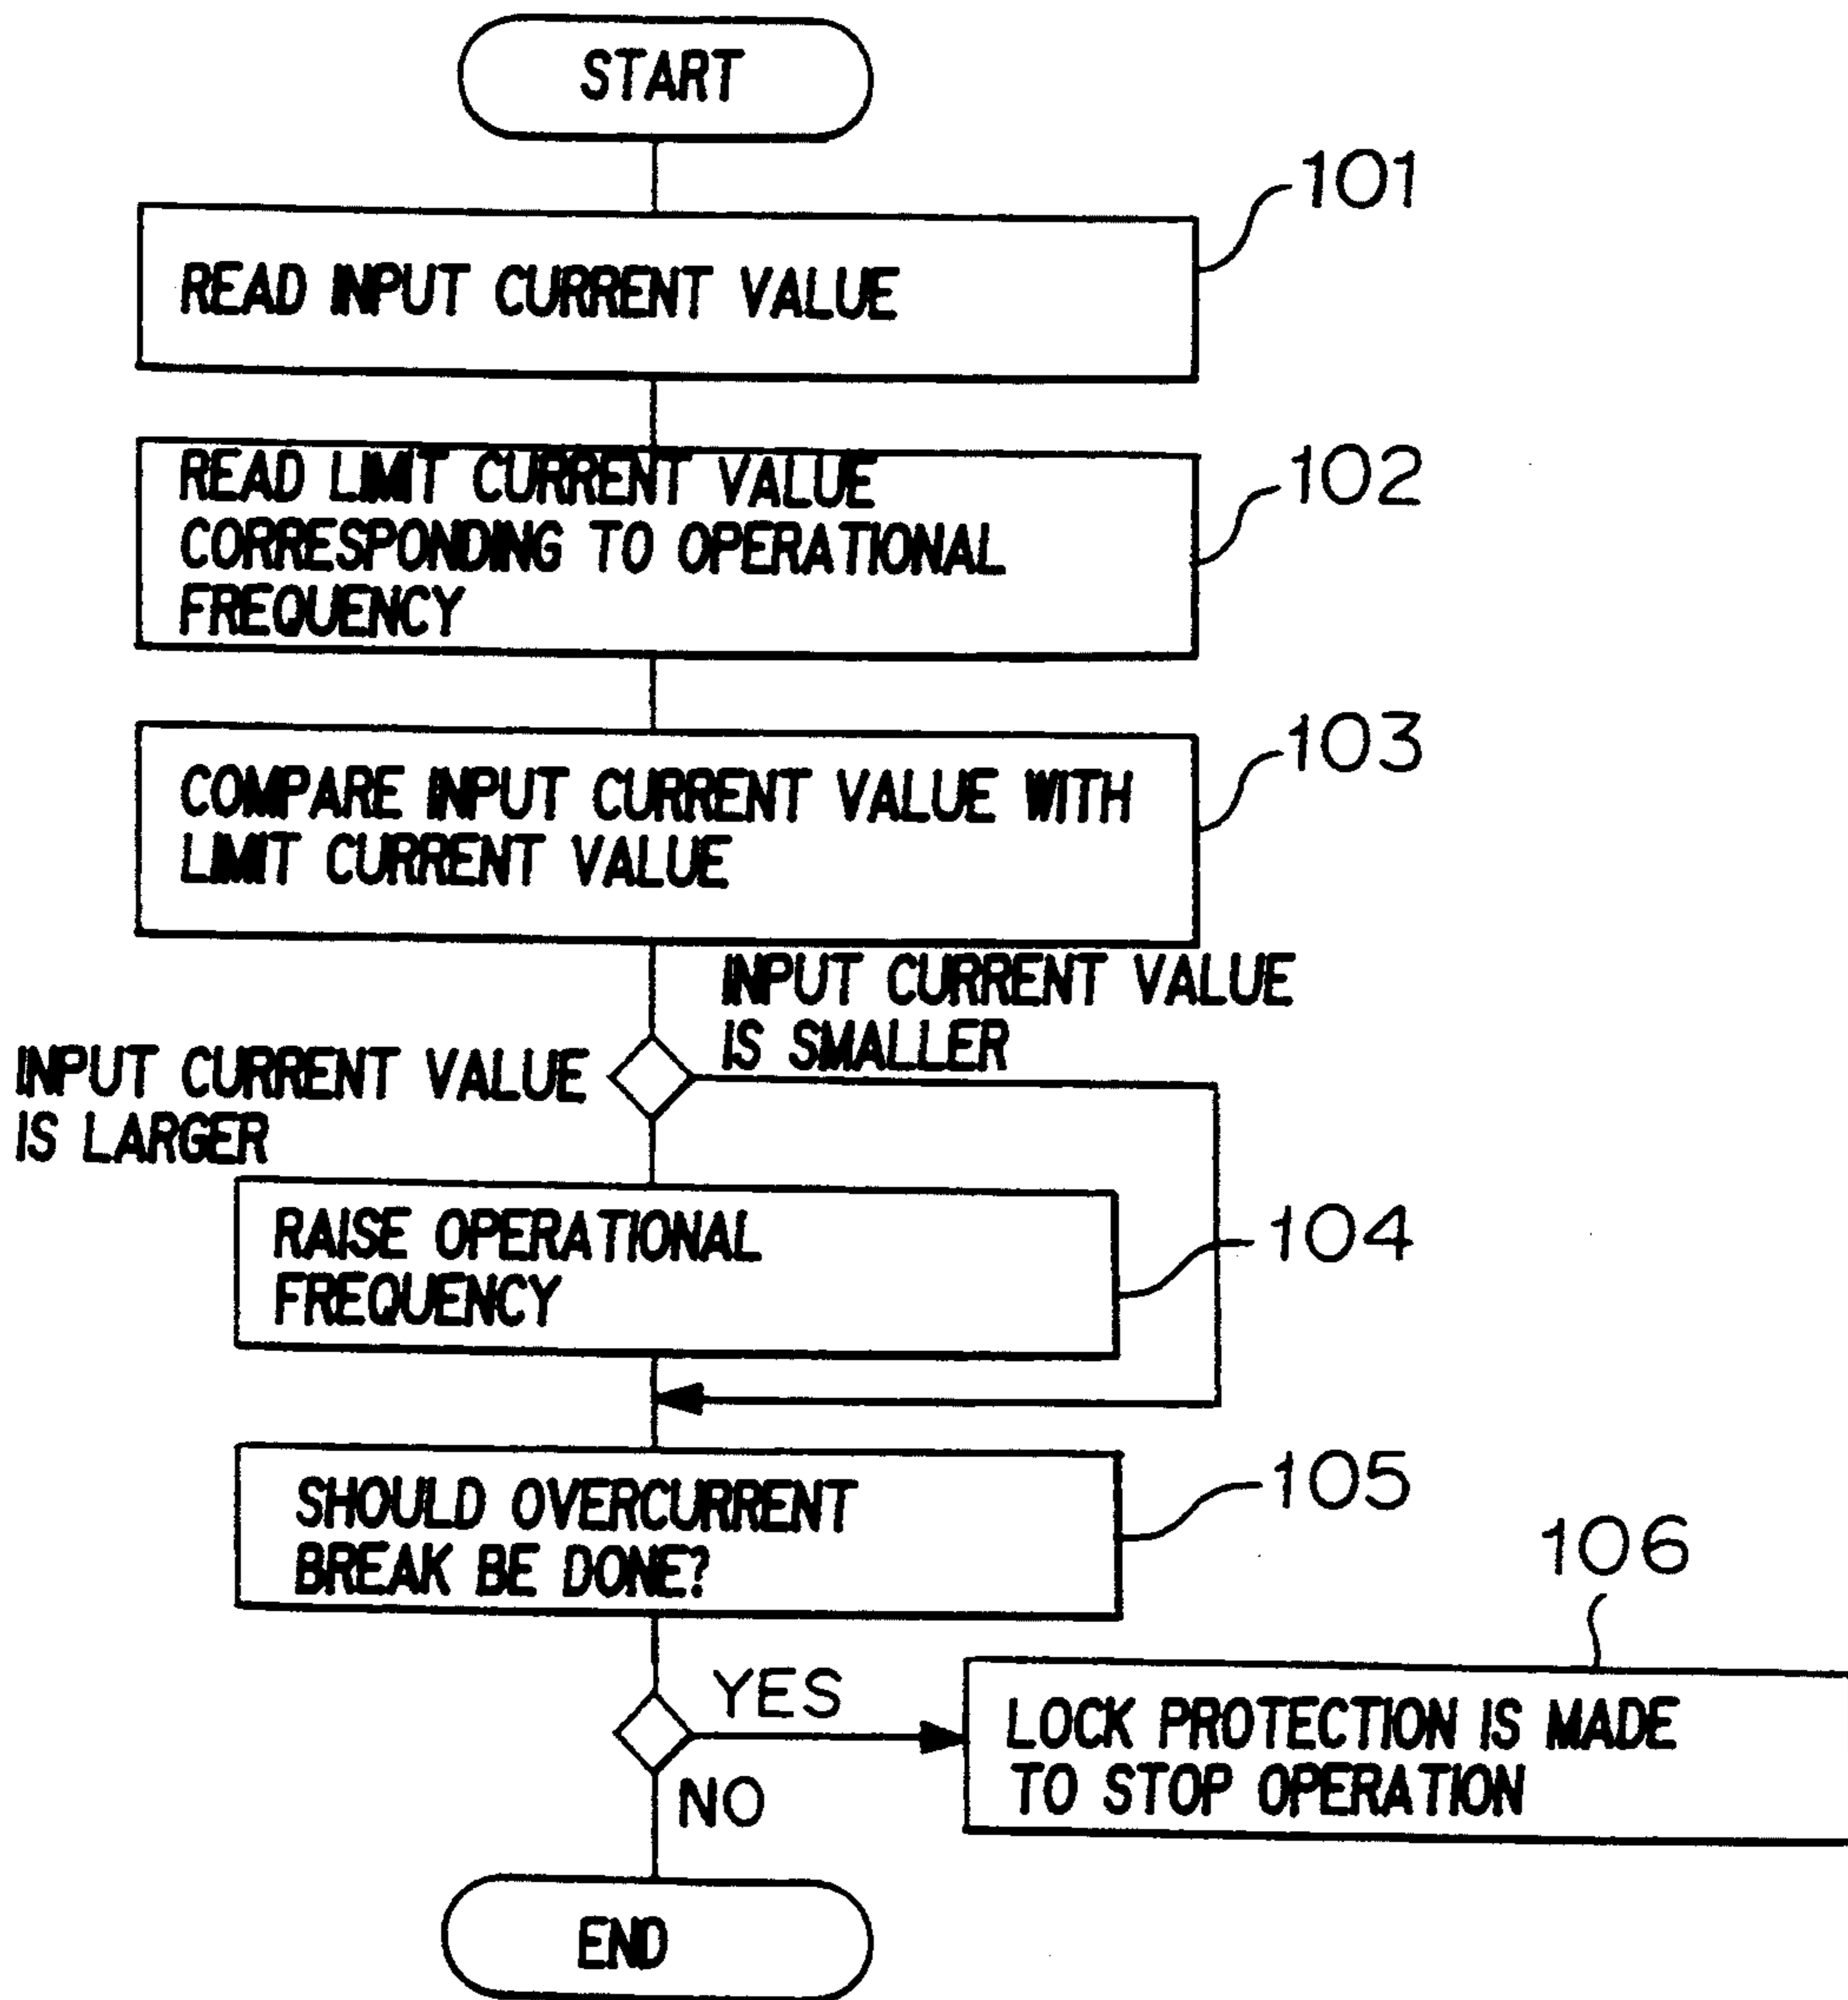 START
101
READ INPUT CURRENT VALUE
102
READ LIMIT CURRENT VALUE
CORRESPONDING TO OPERATIONAL
FREQUENCY
103
COMPARE INPUT CURRENT VALUE WITH
LIMIT CURRENT VALUE
INPUT CURRENT VALUE
IS SMALLER
INPUT CURRENT VALUE
IS LARGER
104
RAISE OPERATIONAL
FREQUENCY
105
SHOULD OVERCURRENT
BREAK BE DONE?
106
YES
LOCK PROTECTION IS MADE
TO STOP OPERATION
NO
END